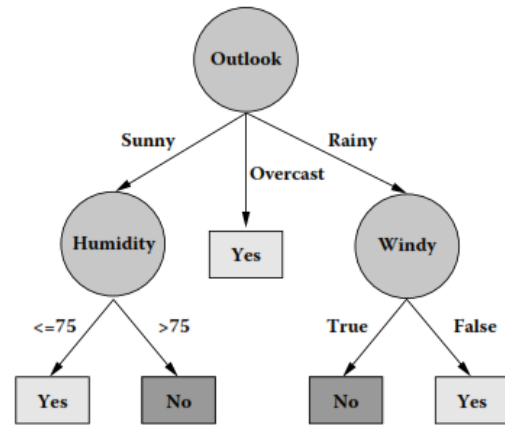 Outlook
Sunny
Rainy
Overcast
Humidity
Yes
Windy
<=75
>75
True
False
Yes
No
No
Yes